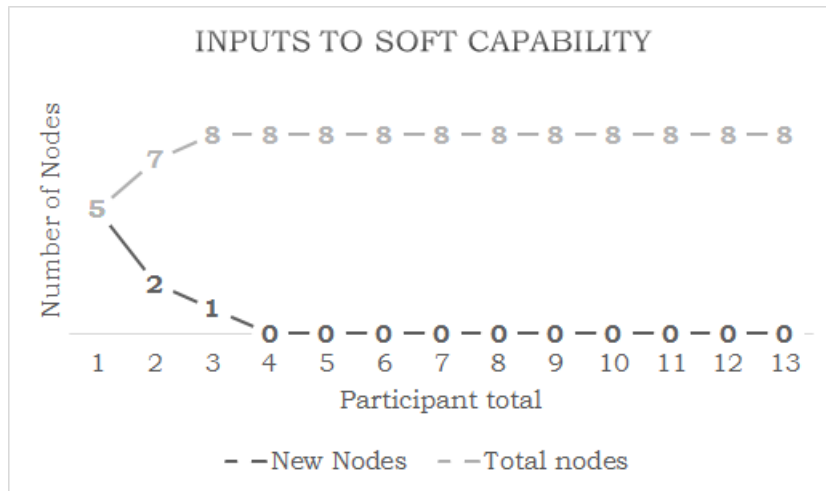 INPUTS TO SOFT CAPABILITY
Number of Nodes
8 8 8 8 8 8 8 8 8 8 8
7
5
2
1
0 0 0 0 0 0 0 0 0 0
1 2 3 4 5 6 7 8 9 10 11 12 13
Participant total
New Nodes Total nodes